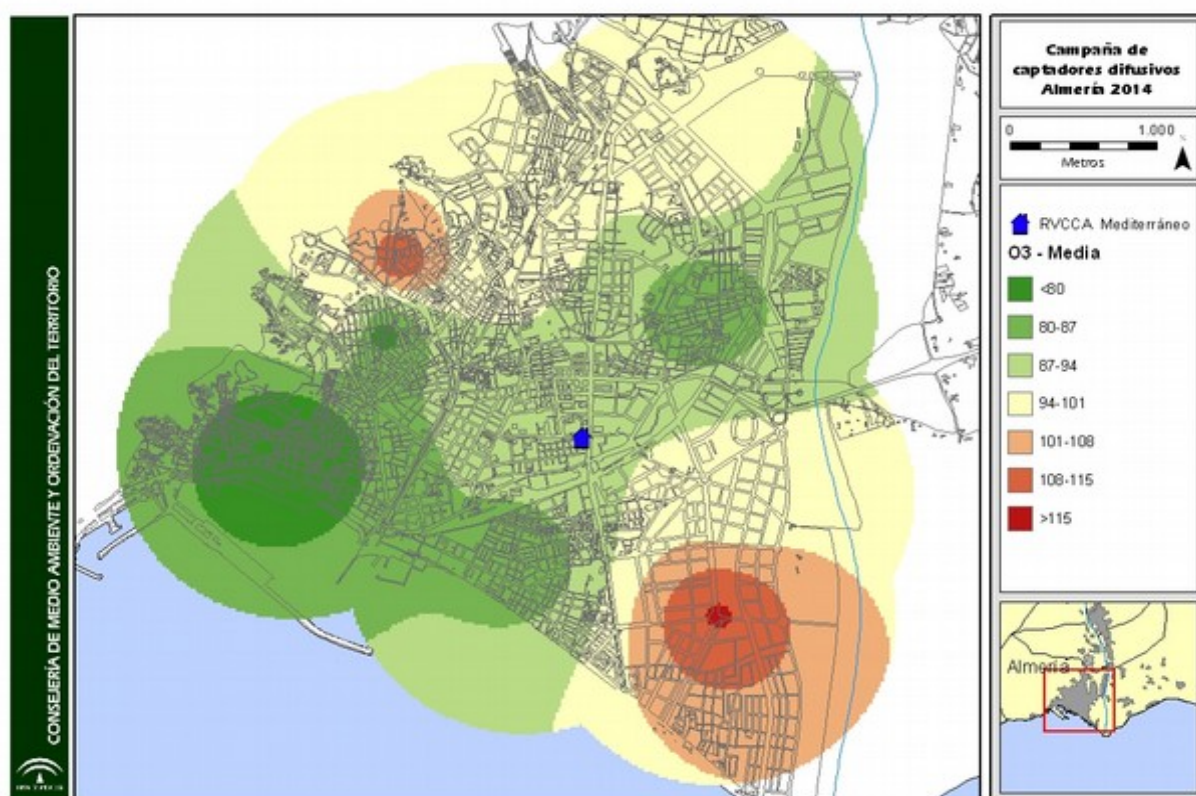 CONSEJERÍA DE MEDIO AMBIENTE Y ORDENACIÓN DEL TERRITORIO
Campaña de
captadores difusivos
Almería 2014
0 1.000
Metros
RVCCA Mediterráneo
O3 - Media
<80
80-87
87-94
94-101
101-108
108-115
>115
Almería